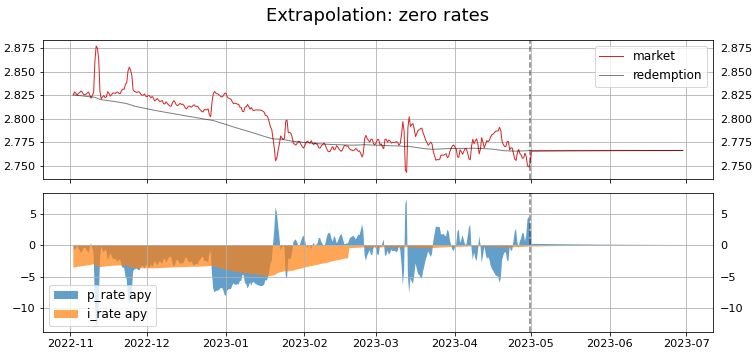 Extrapolation: zero rates
2.875 2.875
2.850 2.850
2.825 2.825
2.800 2.800
2.775 2.775
2.750 2.750
market
redemption
5 5
0 0
−5 −5
−10 −10
p_rate apy
i_rate apy
2022-11 2022-12 2023-01 2023-02 2023-03 2023-04 2023-05 2023-06 2023-07